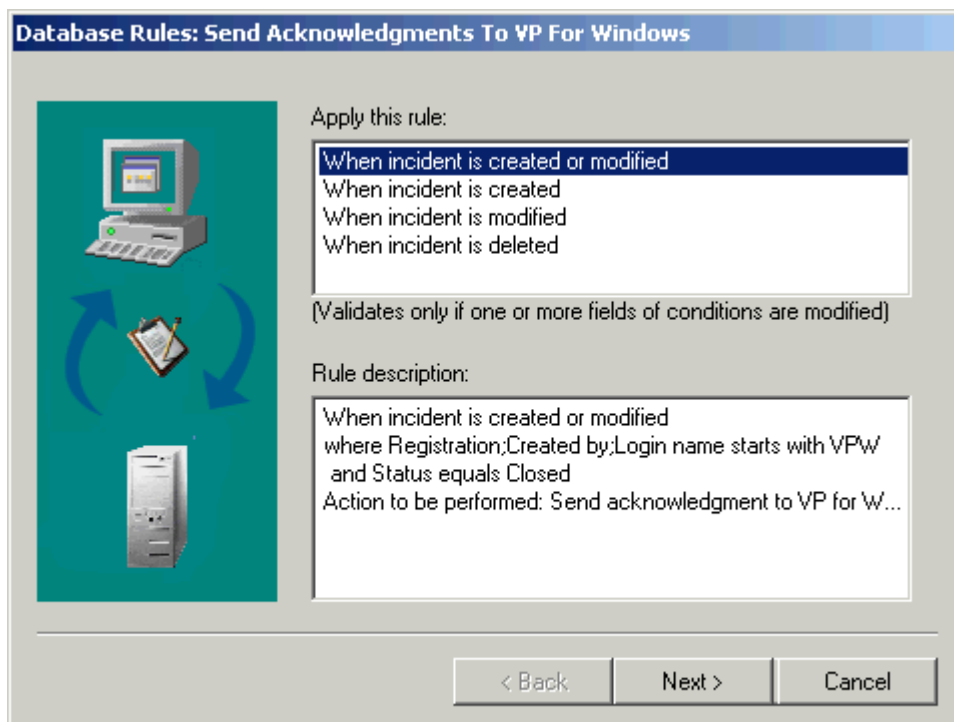 Database Rules: Send Acknowledgments To VP For Windows
Apply this rule:
When incident is created or modified
When incident is created
When incident is modified
When incident is deleted
(Validates only if one or more fields of conditions are modified)
Rule description:
When incident is created or modified
where Registration;Created by;Login name starts with VPW
and Status equals Closed
Action to be performed: Send acknowledgment to VP for W...
< Back
Next >
Cancel